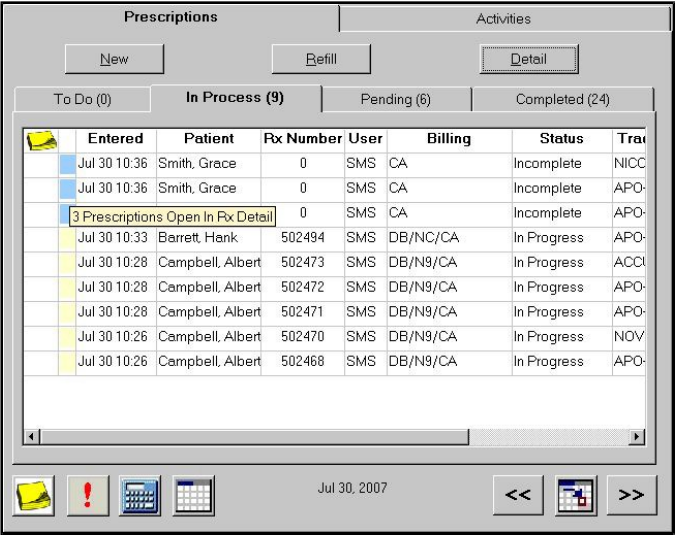 Prescriptions Activities
New Refill Detail
To Do (0) In Process (9) Pending (6) Completed (24)
Entered Patient Rx Number User Billing Status Trad
Jul 30 10:36 Smith, Grace 0 SMS CA Incomplete NICO
Jul 30 10:36 Smith, Grace 0 SMS CA Incomplete APO-
3 Prescriptions Open In Rx Detail 0 SMS CA Incomplete APO-
Jul 30 10:33 Barrett, Hank 502494 SMS DB/NC/CA In Progress APO-
Jul 30 10:28 Campbell, Albert 502473 SMS DB/N9/CA In Progress ACCU
Jul 30 10:28 Campbell, Albert 502472 SMS DB/N9/CA In Progress APO-
Jul 30 10:28 Campbell, Albert 502471 SMS DB/N9/CA In Progress APO-
Jul 30 10:26 Campbell, Albert 502470 SMS DB/N9/CA In Progress NOV
Jul 30 10:26 Campbell, Albert 502468 SMS DB/N9/CA In Progress APO-
! Jul 30, 2007 << >>